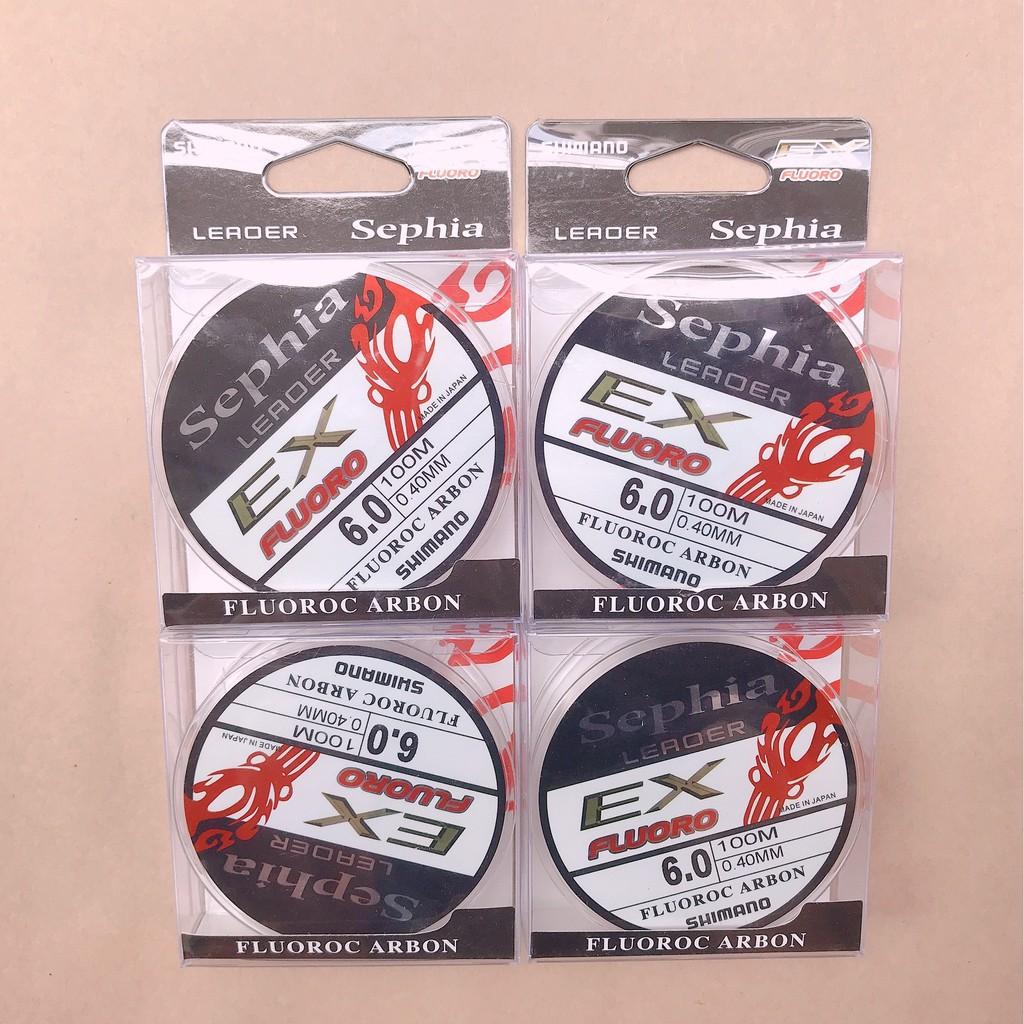 SHIMANO
FLUORO
LEADER Sephia
Sephia
LEADER
EX
FLUORO
MADE IN JAPAN
6.0 100M
0.40MM
FLUOROC ARBON
SHIMANO
FLUOROC ARBON
SHIMANO EX
FLUORO
LEADER Sephia
Sephia
LEADER
EX
FLUORO
MADE IN JAPAN
6.0 100M
0.40MM
FLUOROC ARBON
SHIMANO
FLUOROC ARBON
Sephia
LEADER
EX
FLUORO
MADE IN JAPAN
6.0 100M
0.40MM
FLUOROC ARBON
SHIMANO
FLUOROC ARBON
Sephia
LEADER
EX
FLUORO
MADE IN JAPAN
6.0 100M
0.40MM
FLUOROC ARBON
SHIMANO
FLUOROC ARBON